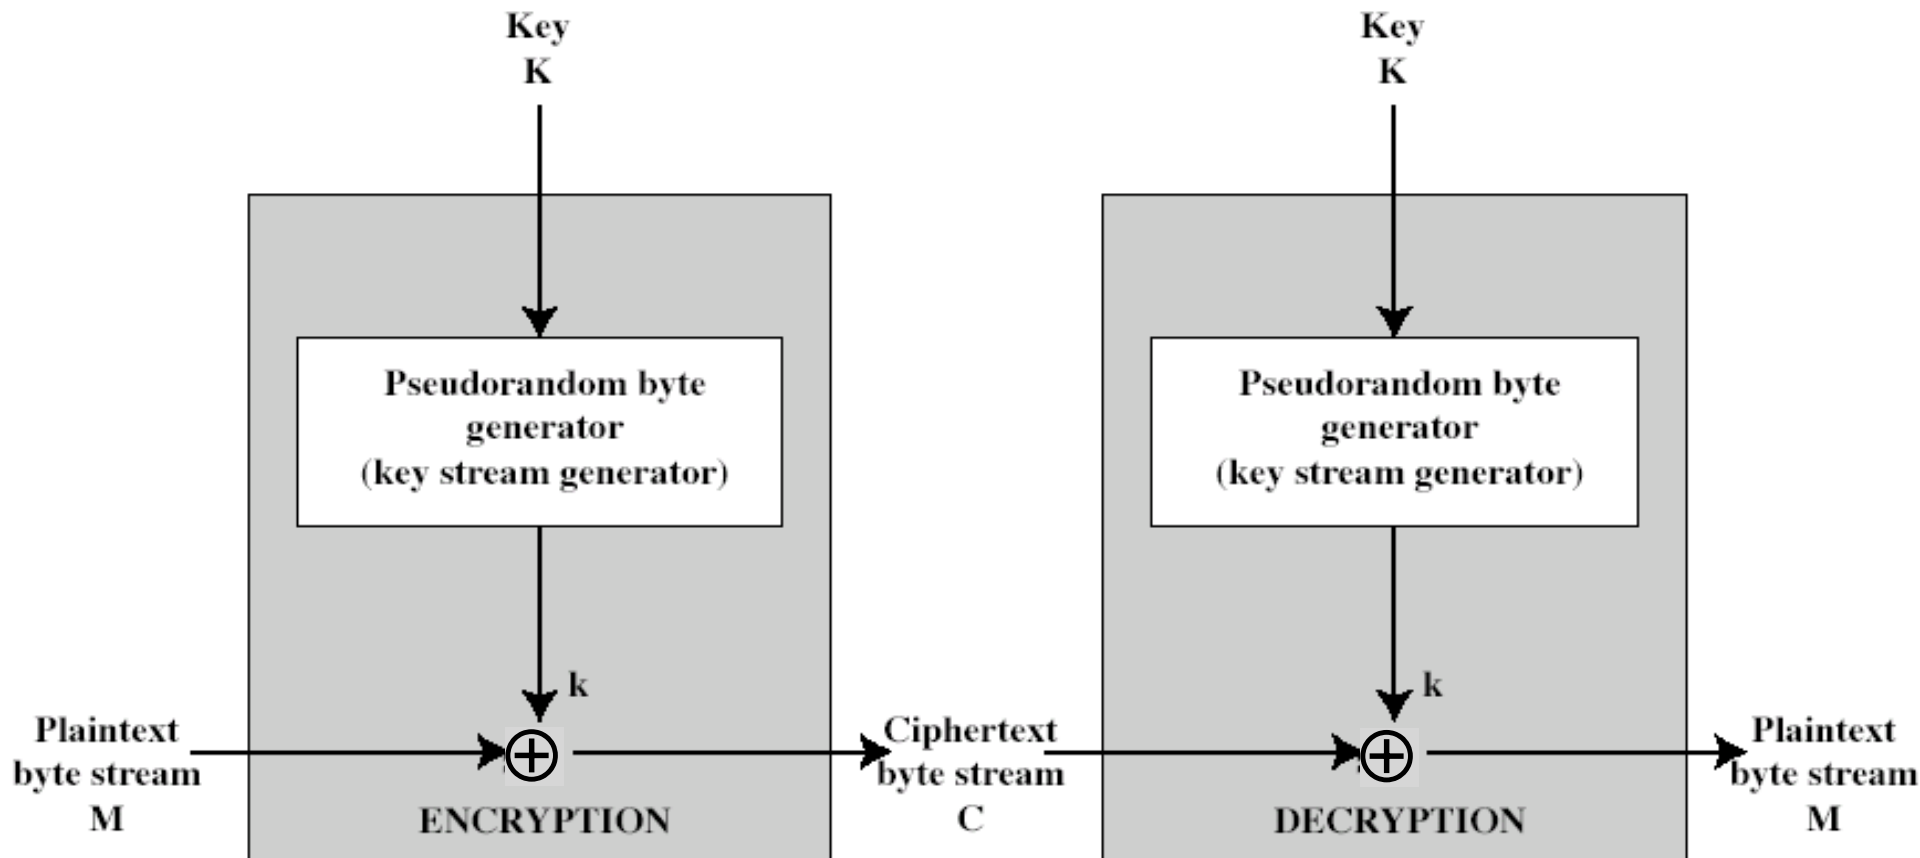 Key
K
Key
K
Pseudorandom byte
generator
(key stream generator)
Pseudorandom byte
generator
(key stream generator)
k
k
Plaintext
byte stream
M
Ciphertext
byte stream
C
Plaintext
byte stream
M
ENCRYPTION
DECRYPTION